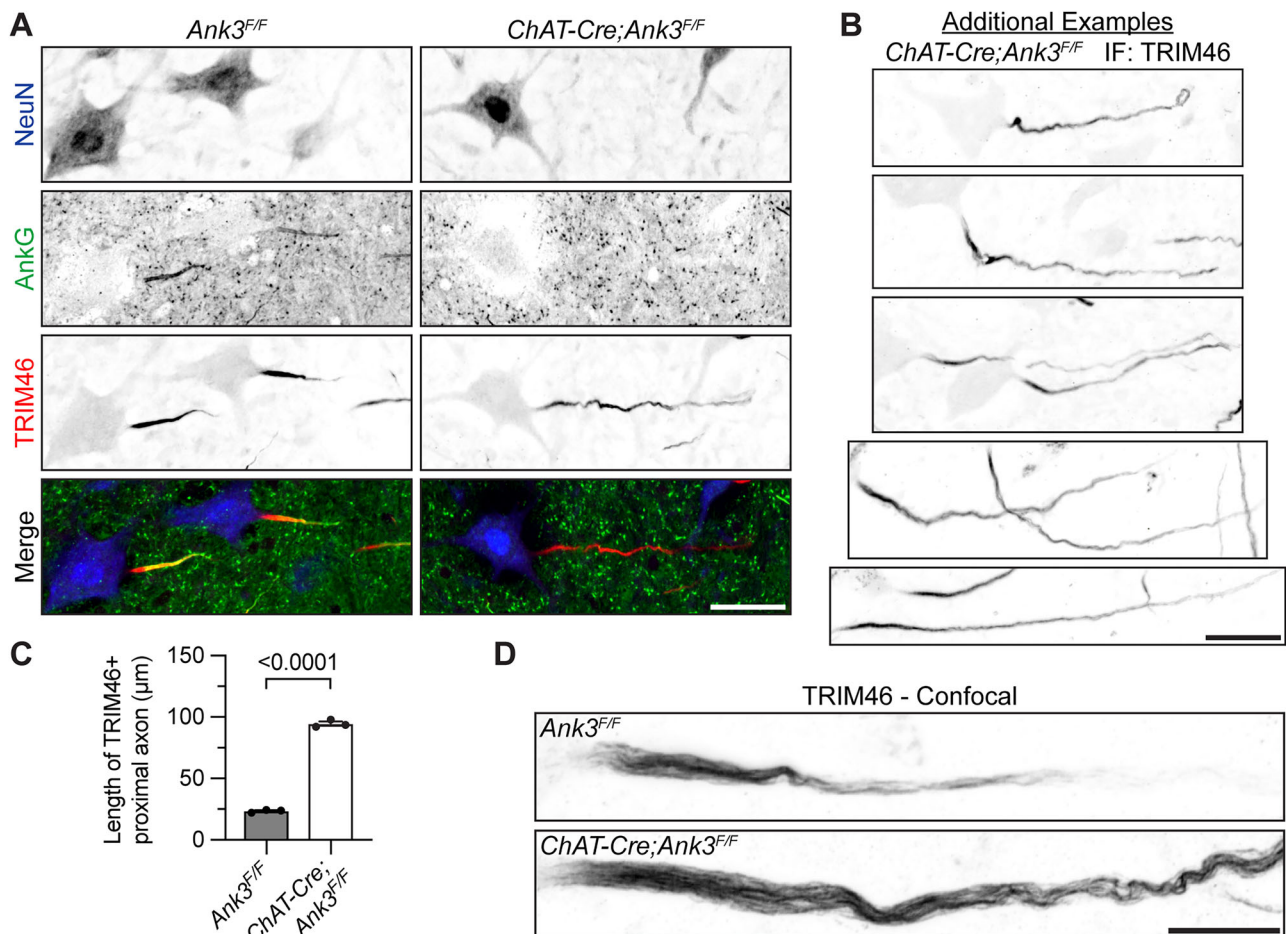 A
Ank3F/F
ChAT-Cre;Ank3F/F
NeuN
AnkG
TRIM46
Merge
B
Additional Examples
ChAT-Cre;Ank3F/F IF: TRIM46
C
Length of TRIM46+
proximal axon (µm)
150
100
50
0
<0.0001
Ank3F/F
ChAT-Cre;
Ank3F/F
D
TRIM46 - Confocal
Ank3F/F
ChAT-Cre;Ank3F/F